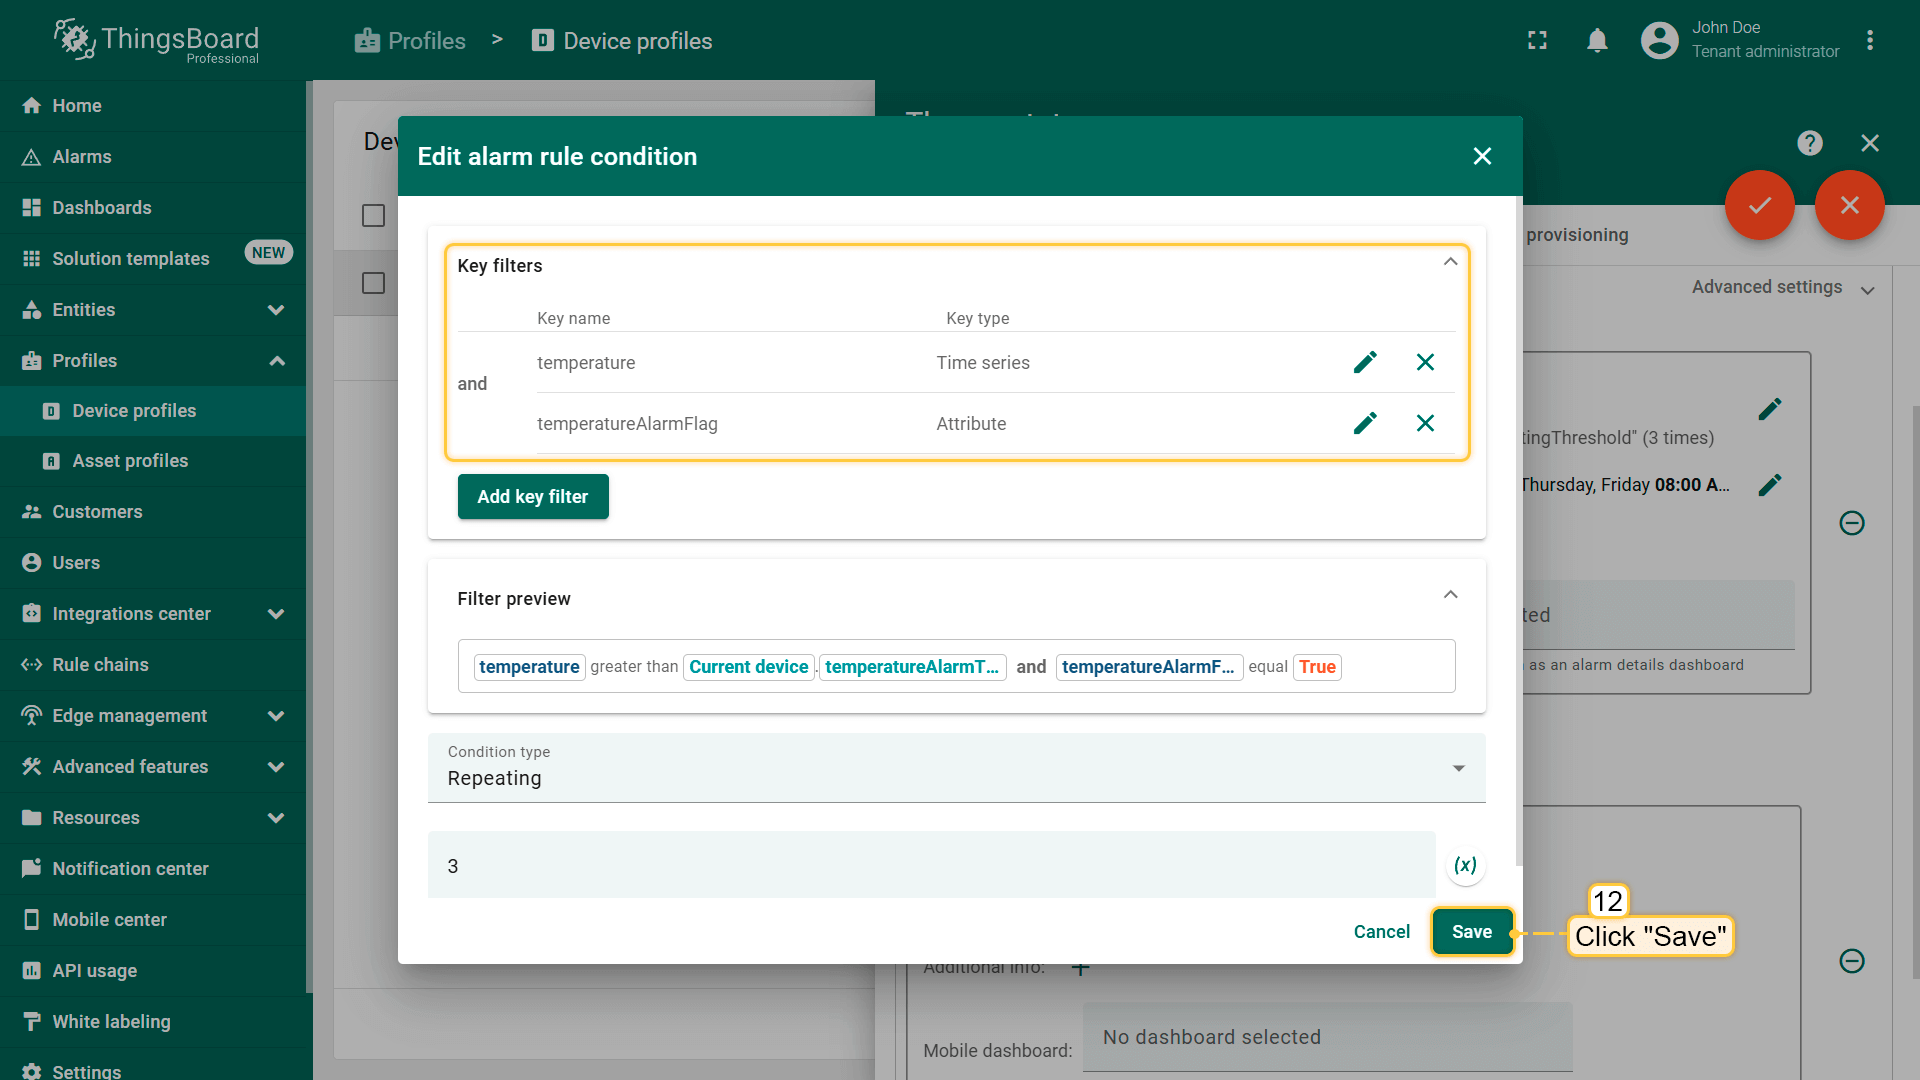 ThingsBoard
Professional
Profiles > Device profiles
John Doe
Tenant administrator
Home
Alarms
Dashboards
Solution templates NEW
Entities
Profiles
Device profiles
Asset profiles
Customers
Users
Integrations center
Rule chains
Edge management
Advanced features
Resources
Notification center
Mobile center
API usage
White labeling
Settings
Edit alarm rule condition
Key filters
Key name Key type
temperature Time series
and
temperatureAlarmFlag Attribute
Add key filter
Filter preview
temperature greater than Current device.temperatureAlarmT... and temperatureAlarmF... equal True
Condition type
Repeating
3
(x)
Cancel Save
12
Click "Save"
provisioning
Advanced settings
tingThreshold" (3 times)
Thursday, Friday 08:00 A...
as an alarm details dashboard
Additional info: +
Mobile dashboard: No dashboard selected